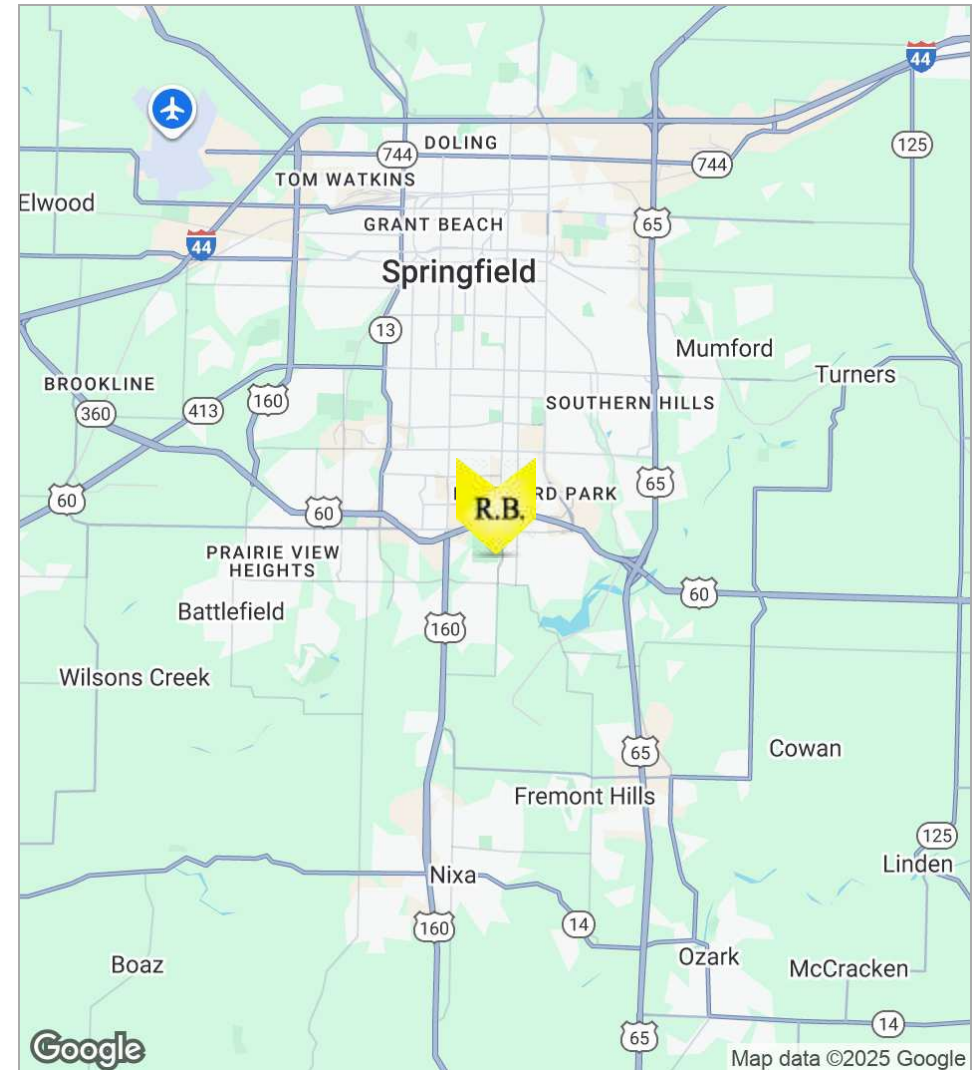 44
DOLING
744
744
125
TOM WATKINS
Elwood
GRANT BEACH
65
44
Springfield
13
Mumford
Turners
BROOKLINE
160
SOUTHERN HILLS
360
413
65
60
R.B.
RD PARK
60
PRAIRIE VIEW
HEIGHTS
60
Battlefield
160
Wilsons Creek
65
Cowan
Fremont Hills
125
Linden
Nixa
160
14
Ozark
Boaz
McCracken
14
65
Google
Map data ©2025 Google